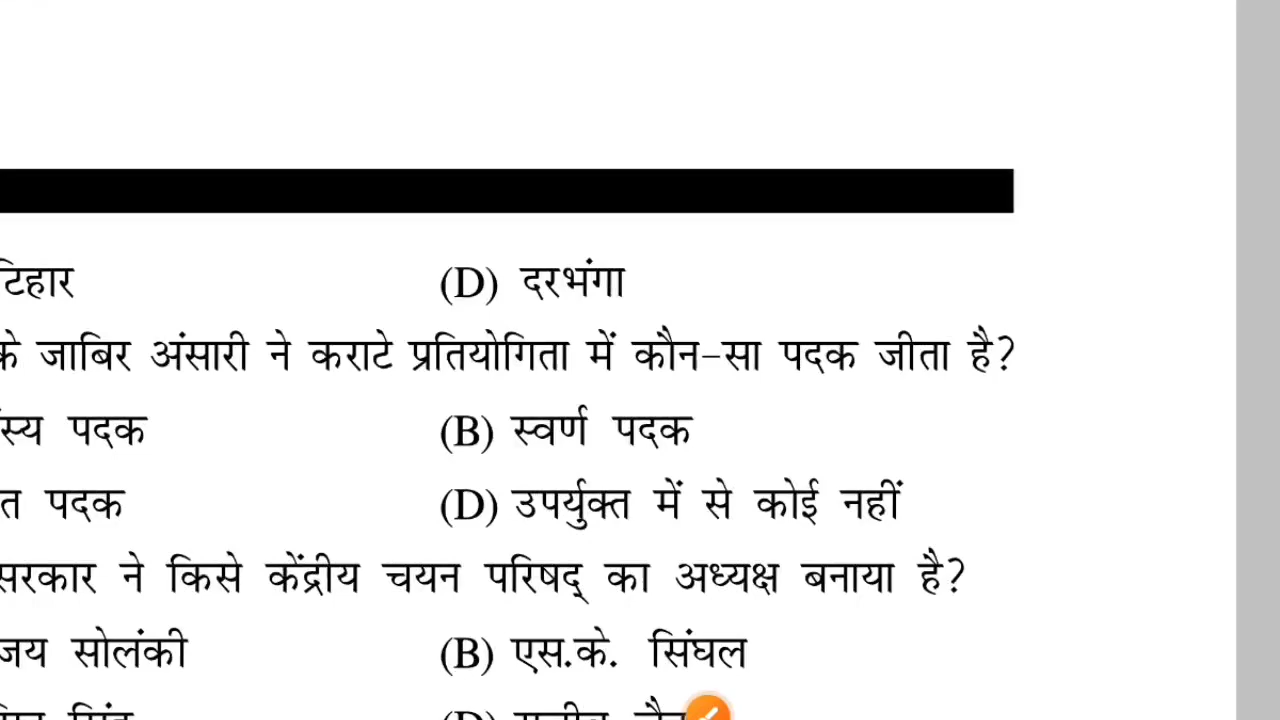 टिहार (D) दरभंगा
के जाबिर अंसारी ने कराटे प्रतियोगिता में कौन-सा पदक जीता है?
स्य पदक (B) स्वर्ण पदक
त पदक (D) उपर्युक्त में से कोई नहीं
सरकार ने किसे केंद्रीय चयन परिषद् का अध्यक्ष बनाया है?
जय सोलंकी (B) एस.के. सिंघल
(D)